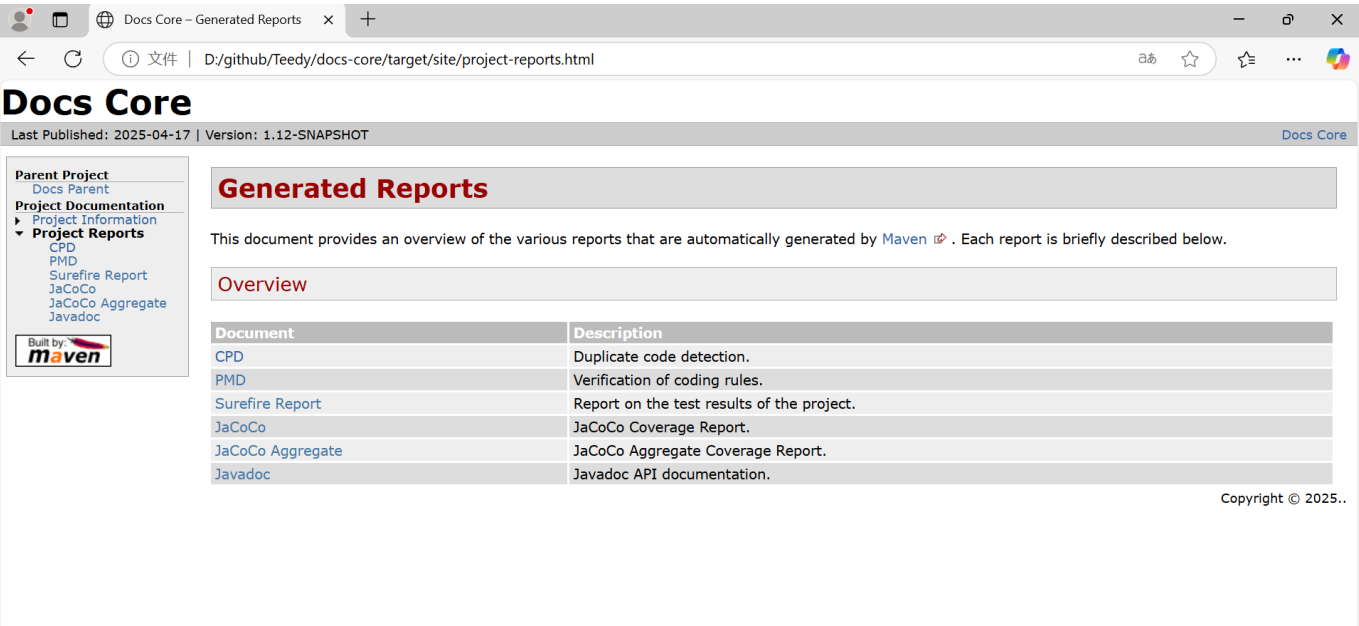 Docs Core – Generated Reports
文件 D:/github/Teedy/docs-core/target/site/project-reports.html
aあ
Docs Core
Last Published: 2025-04-17 | Version: 1.12-SNAPSHOT
Docs Core
Parent Project
Docs Parent
Project Documentation
Project Information
Project Reports
CPD
PMD
Surefire Report
JaCoCo
JaCoCo Aggregate
Javadoc
Built by:
maven
Generated Reports
This document provides an overview of the various reports that are automatically generated by Maven . Each report is briefly described below.
Overview
Document Description
CPD Duplicate code detection.
PMD Verification of coding rules.
Surefire Report Report on the test results of the project.
JaCoCo JaCoCo Coverage Report.
JaCoCo Aggregate JaCoCo Aggregate Coverage Report.
Javadoc Javadoc API documentation.
Copyright © 2025..